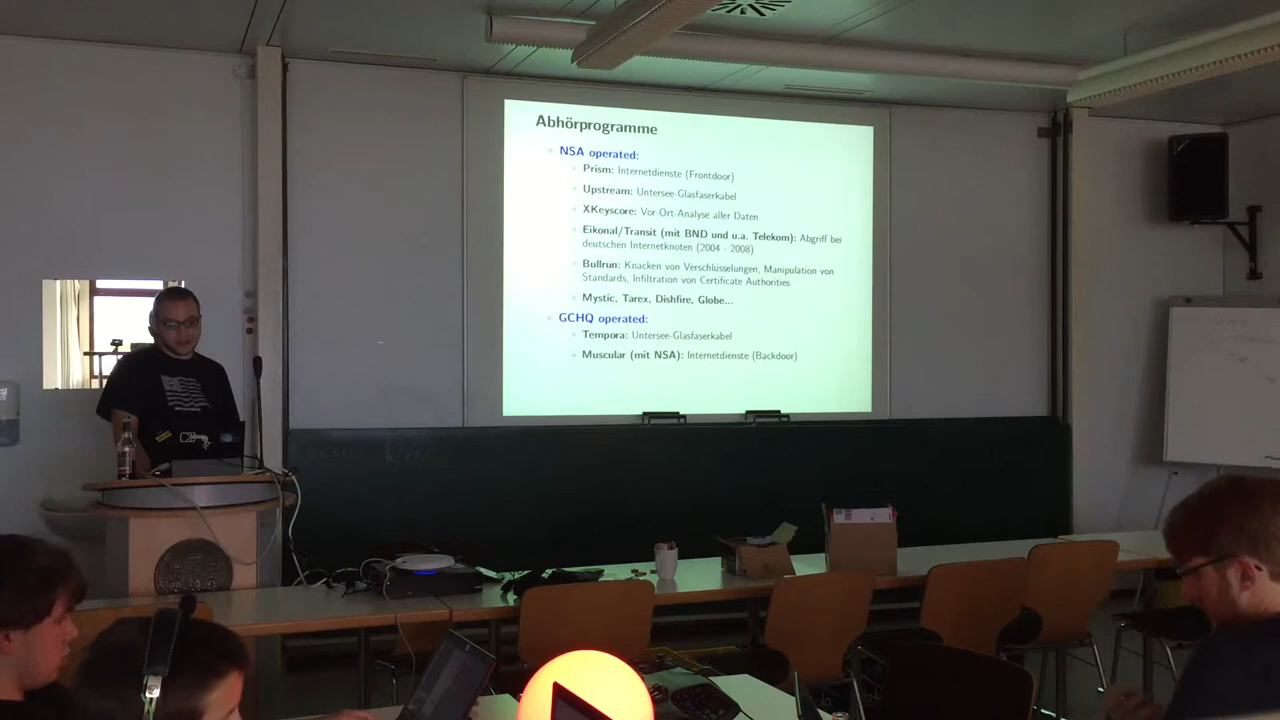 Abhörprogramme
NSA operated:
Prism: Internetdienste (Frontdoor)
Upstream: Untersee-Glasfaserkabel
XKeyscore: Vor-Ort-Analyse aller Daten
Eikonal/Transit (mit BND und u.a. Telekom): Abgriff bei
deutschen Internetknoten (2004 - 2008)
Bullrun: Knacken von Verschlüsselungen, Manipulation von
Standards, Infiltration von Certificate Authorities
Mystic, Tarex, Dishfire, Globe...
GCHQ operated:
Tempora: Untersee-Glasfaserkabel
Muscular (mit NSA): Internetdienste (Backdoor)